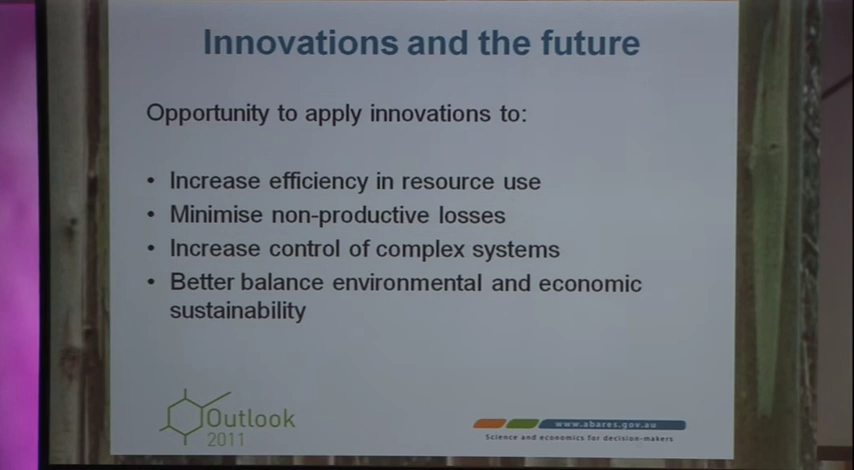 Innovations and the future
Opportunity to apply innovations to:
• Increase efficiency in resource use
• Minimise non-productive losses
• Increase control of complex systems
• Better balance environmental and economic
sustainability
Outlook
2011
www.abares.gov.au
Science and economics for decision-makers